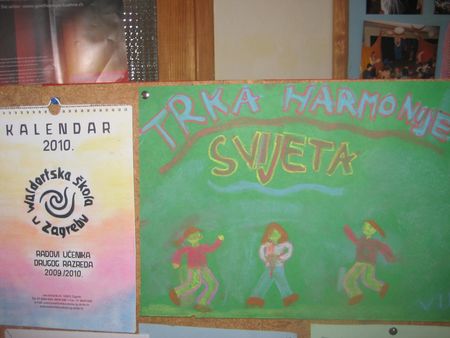 KALENDAR
2010.
Waldorfska škola
u Zagrebu
RADOVI UČENIKA
DRUGOG RAZREDA
2009./2010.
TRKA HARMONIJE
SVIJETA